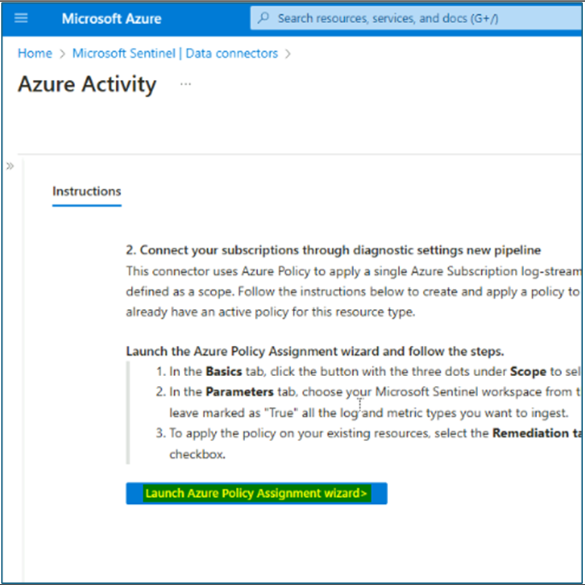 Microsoft Azure
Search resources, services, and docs (G+/)
Home > Microsoft Sentinel | Data connectors >
Azure Activity ...
»
Instructions
2. Connect your subscriptions through diagnostic settings new pipeline
This connector uses Azure Policy to apply a single Azure Subscription log-stream
defined as a scope. Follow the instructions below to create and apply a policy to
already have an active policy for this resource type.
Launch the Azure Policy Assignment wizard and follow the steps.
1. In the Basics tab, click the button with the three dots under Scope to sel
2. In the Parameters tab, choose your Microsoft Sentinel workspace from t
leave marked as "True" all the log and metric types you want to ingest.
3. To apply the policy on your existing resources, select the Remediation ta
checkbox.
Launch Azure Policy Assignment wizard>